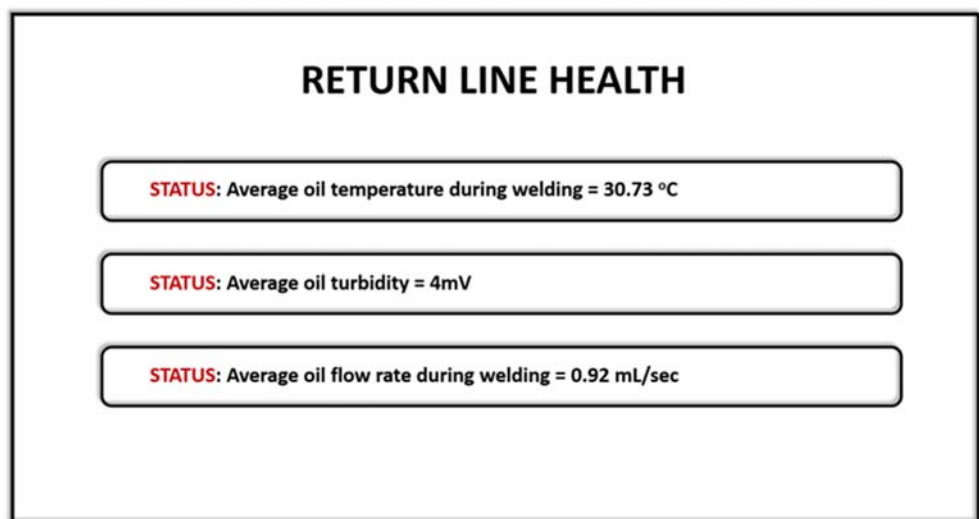 RETURN LINE HEALTH
STATUS: Average oil temperature during welding = 30.73 ᵒC
STATUS: Average oil turbidity = 4mV
STATUS: Average oil flow rate during welding = 0.92 mL/sec